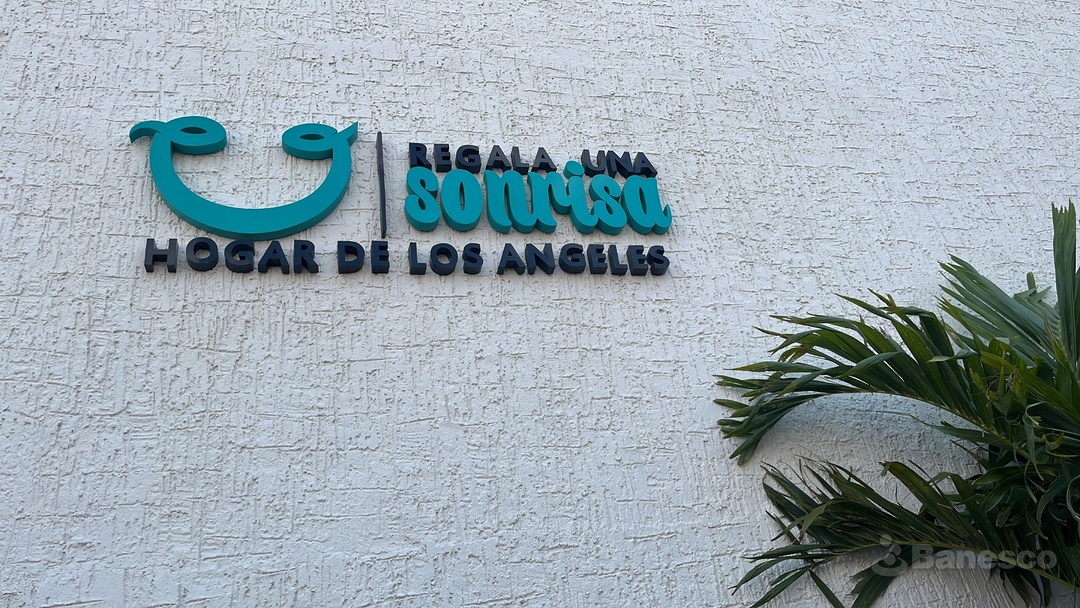 REGALA UNA
sonrisa
HOGAR DE LOS ANGELES
Banesco